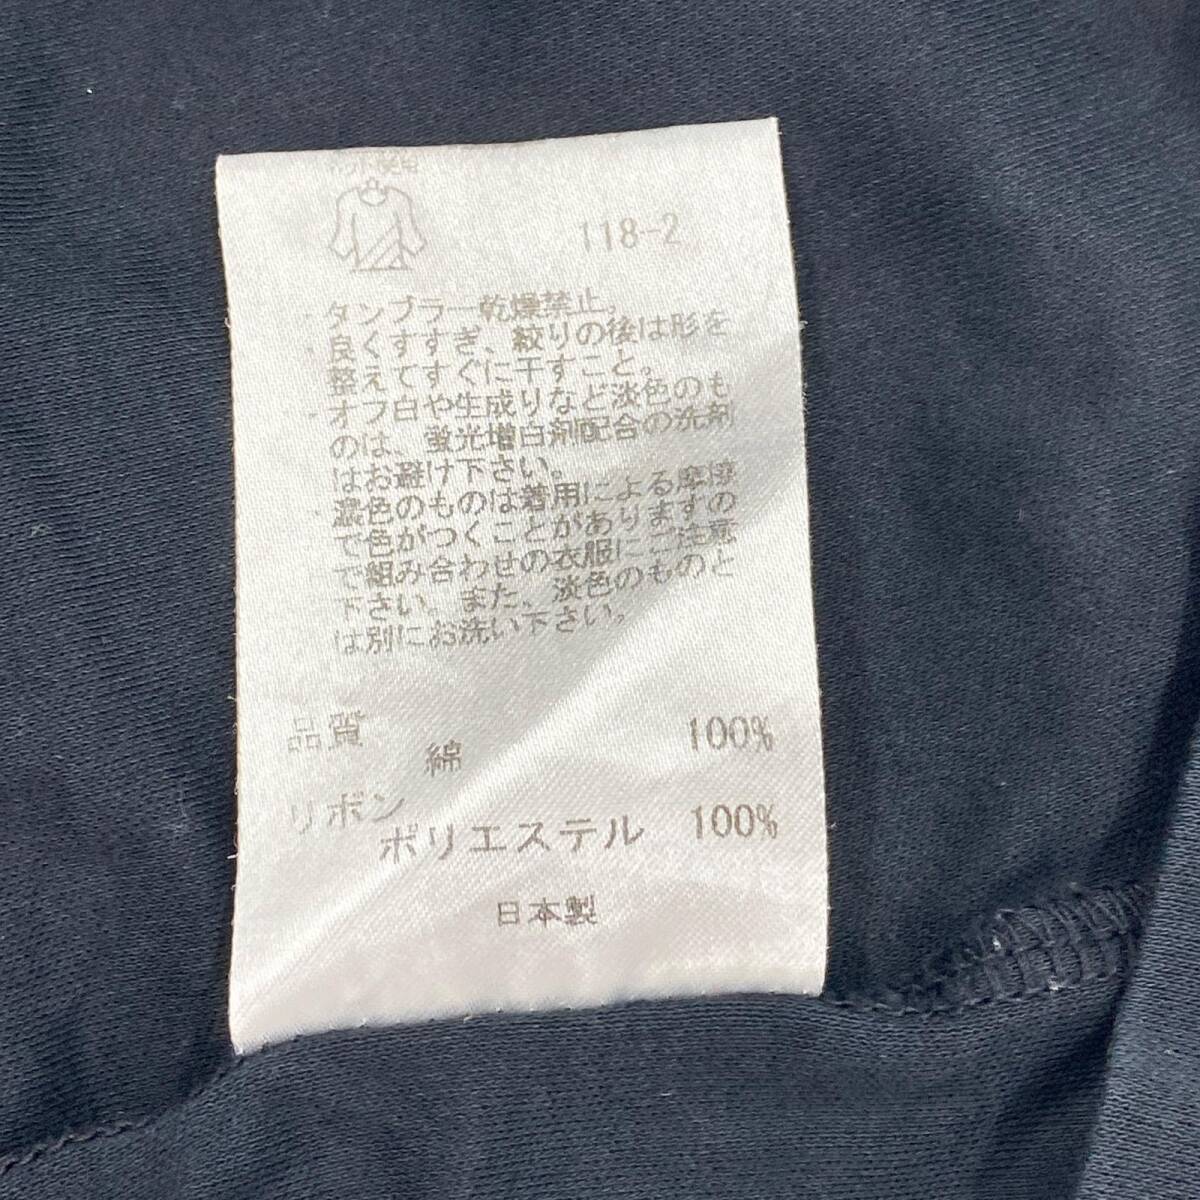 118-2
タンブラー乾燥禁止。
良くすすぎ、絞りの後は形を
整えてすぐに干すこと。
オフ白や生成りなど淡色のも
のは、蛍光増白剤配合の洗剤
はお避け下さい。
濃色のものは着用による摩擦
で色がつくことがありますの
で組み合わせの衣服にご注意
下さい。また、淡色のものと
は別にお洗い下さい。
品質
綿 100%
リボン
ポリエステル 100%
日本製